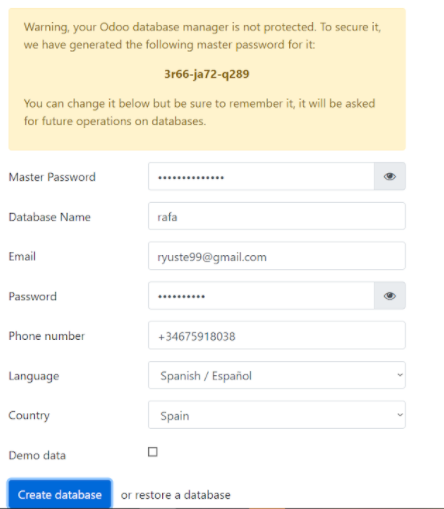 Warning, your Odoo database manager is not protected. To secure it,
we have generated the following master password for it:
3r66-ja72-q289
You can change it below but be sure to remember it, it will be asked
for future operations on databases.
Master Password ••••••••••••••
Database Name rafa
Email ryuste99@gmail.com
Password ••••••••••
Phone number +34675918038
Language Spanish / Español
Country Spain
Demo data
Create database or restore a database